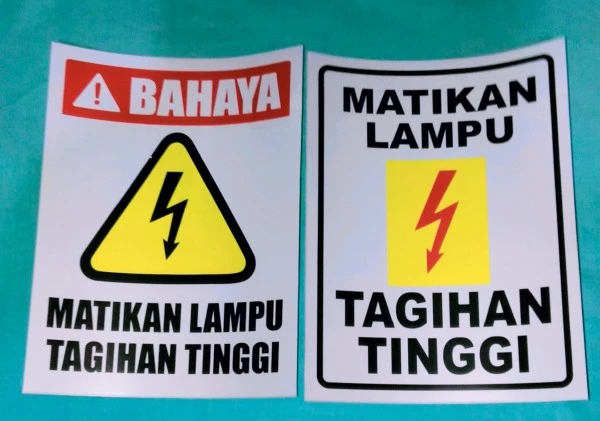 BAHAYA
MATIKAN LAMPU
TAGIHAN TINGGI
MATIKAN
LAMPU
TAGIHAN
TINGGI